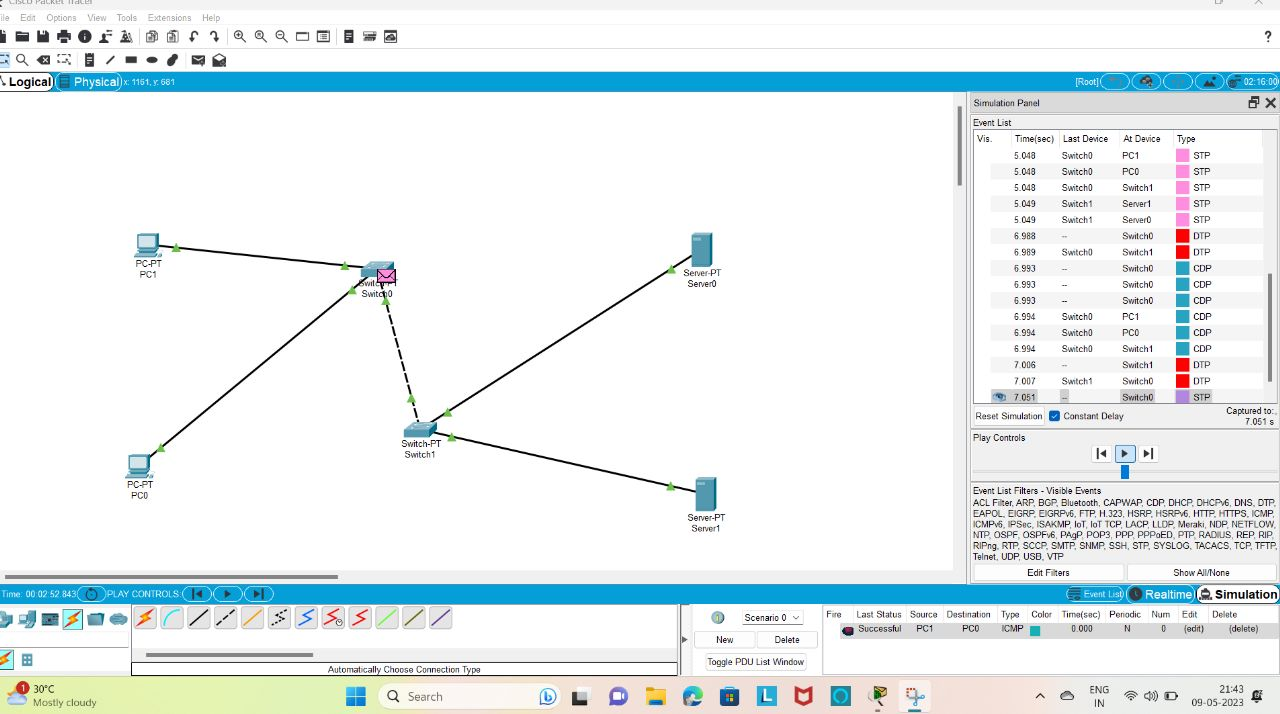 Cisco Packet Tracer
File Edit Options View Tools Extensions Help
?
Logical Physical x: 1161, y: 681 [Root] 02:16:00
Simulation Panel
Event List
Vis. Time(sec) Last Device At Device Type
5.048 Switch0 PC1 STP
5.048 Switch0 PC0 STP
5.048 Switch0 Switch1 STP
5.049 Switch1 Server1 STP
5.049 Switch1 Server0 STP
6.988 -- Switch0 DTP
6.989 Switch0 Switch1 DTP
6.993 -- Switch0 CDP
6.993 -- Switch0 CDP
6.993 -- Switch0 CDP
6.994 Switch0 PC1 CDP
6.994 Switch0 PC0 CDP
6.994 Switch0 Switch1 CDP
7.006 -- Switch1 DTP
7.007 Switch1 Switch0 DTP
7.051 -- Switch0 STP
Reset Simulation Constant Delay Captured to:
7.051 s
Play Controls
Event List Filters - Visible Events
ACL Filter, ARP, BGP, Bluetooth, CAPWAP, CDP, DHCP, DHCPv6, DNS, DTP,
EAPOL, EIGRP, EIGRPv6, FTP, H.323, HSRP, HSRPv6, HTTP, HTTPS, ICMP,
ICMPv6, IPSec, ISAKMP, IoT, IoT TCP, LACP, LLDP, Meraki, NDP, NETFLOW,
NTP, OSPF, OSPFv6, PAgP, POP3, PPP, PPPoED, PTP, RADIUS, REP, RIP,
RIPng, RTP, SCCP, SMTP, SNMP, SSH, STP, SYSLOG, TACACS, TCP, TFTP,
Telnet, UDP, USB, VTP
Edit Filters Show All/None
PC-PT
PC1
Switch-PT
Switch0
Server-PT
Server0
Switch-PT
Switch1
PC-PT
PC0
Server-PT
Server1
Time: 00:02:52.843 PLAY CONTROLS: Event List Realtime Simulation
Scenario 0
New Delete
Toggle PDU List Window
Fire Last Status Source Destination Type Color Time(sec) Periodic Num Edit Delete
Successful PC1 PC0 ICMP 0.000 N 0 (edit) (delete)
Automatically Choose Connection Type
1
30°C
Mostly cloudy
Search
ENG
IN
21:43
09-05-2023